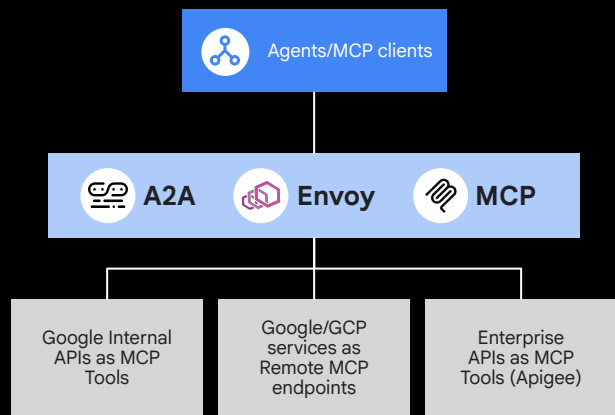 Agents/MCP clients
A2A
Envoy
MCP
Google Internal
APIs as MCP
Tools
Google/GCP
services as
Remote MCP
endpoints
Enterprise
APIs as MCP
Tools (Apigee)